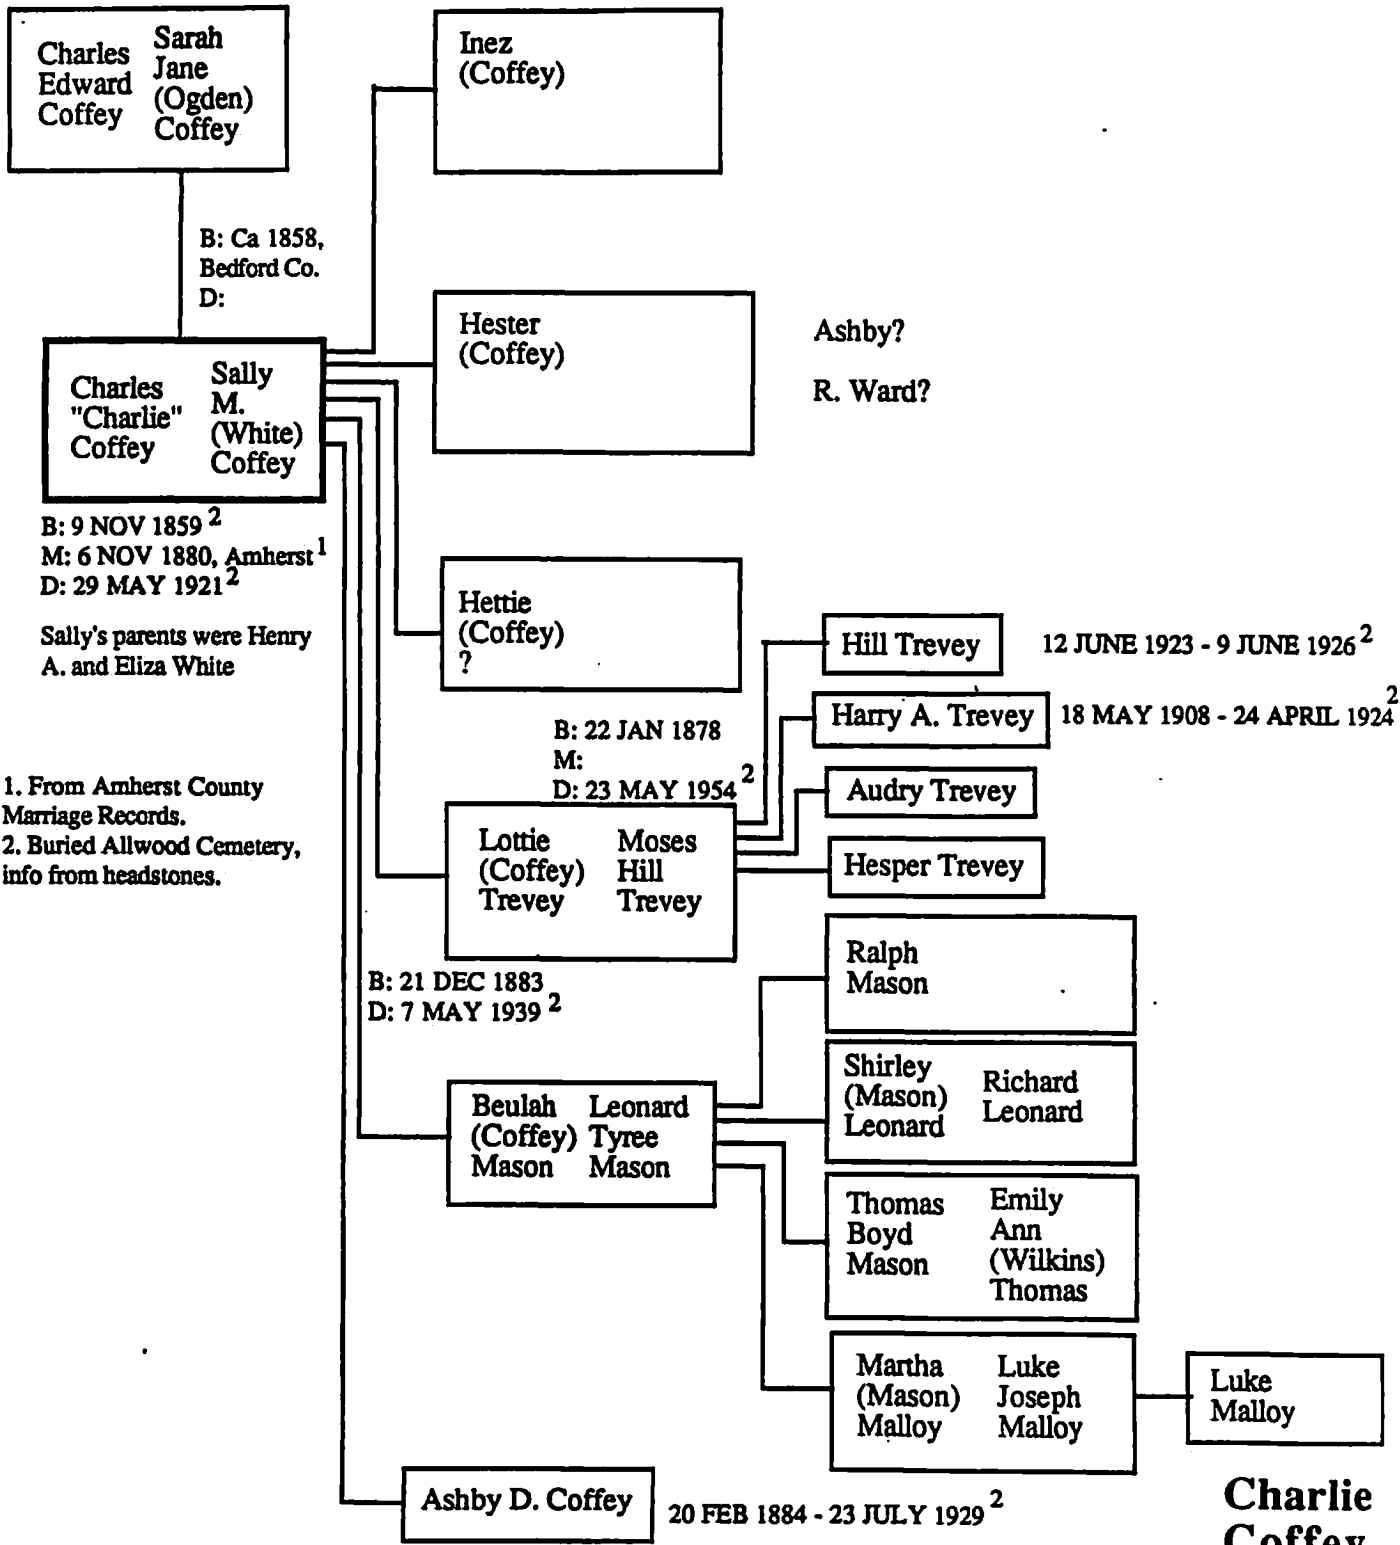 Charles
Edward
Coffey
Sarah
Jane
(Ogden)
Coffey
Inez
(Coffey)
B: Ca 1858,
Bedford Co.
D:
Hester
(Coffey)
Ashby?
R. Ward?
Charles
"Charlie"
Coffey
Sally
M.
(White)
Coffey
B: 9 NOV 1859 2
M: 6 NOV 1880, Amherst 1
D: 29 MAY 1921 2
Sally's parents were Henry
A. and Eliza White
Hettie
(Coffey)
?
Hill Trevey
12 JUNE 1923 - 9 JUNE 1926 2
Harry A. Trevey
18 MAY 1908 - 24 APRIL 1924 2
B: 22 JAN 1878
M:
D: 23 MAY 1954 2
Audry Trevey
1. From Amherst County
Marriage Records.
2. Buried Allwood Cemetery,
info from headstones.
Lottie
(Coffey)
Trevey
Moses
Hill
Trevey
Hesper Trevey
Ralph
Mason
B: 21 DEC 1883
D: 7 MAY 1939 2
Shirley
(Mason)
Leonard
Richard
Leonard
Beulah
(Coffey)
Mason
Leonard
Tyree
Mason
Thomas
Boyd
Mason
Emily
Ann
(Wilkins)
Thomas
Martha
(Mason)
Malloy
Luke
Joseph
Malloy
Luke
Malloy
Ashby D. Coffey
20 FEB 1884 - 23 JULY 1929 2
Charlie
Coffey